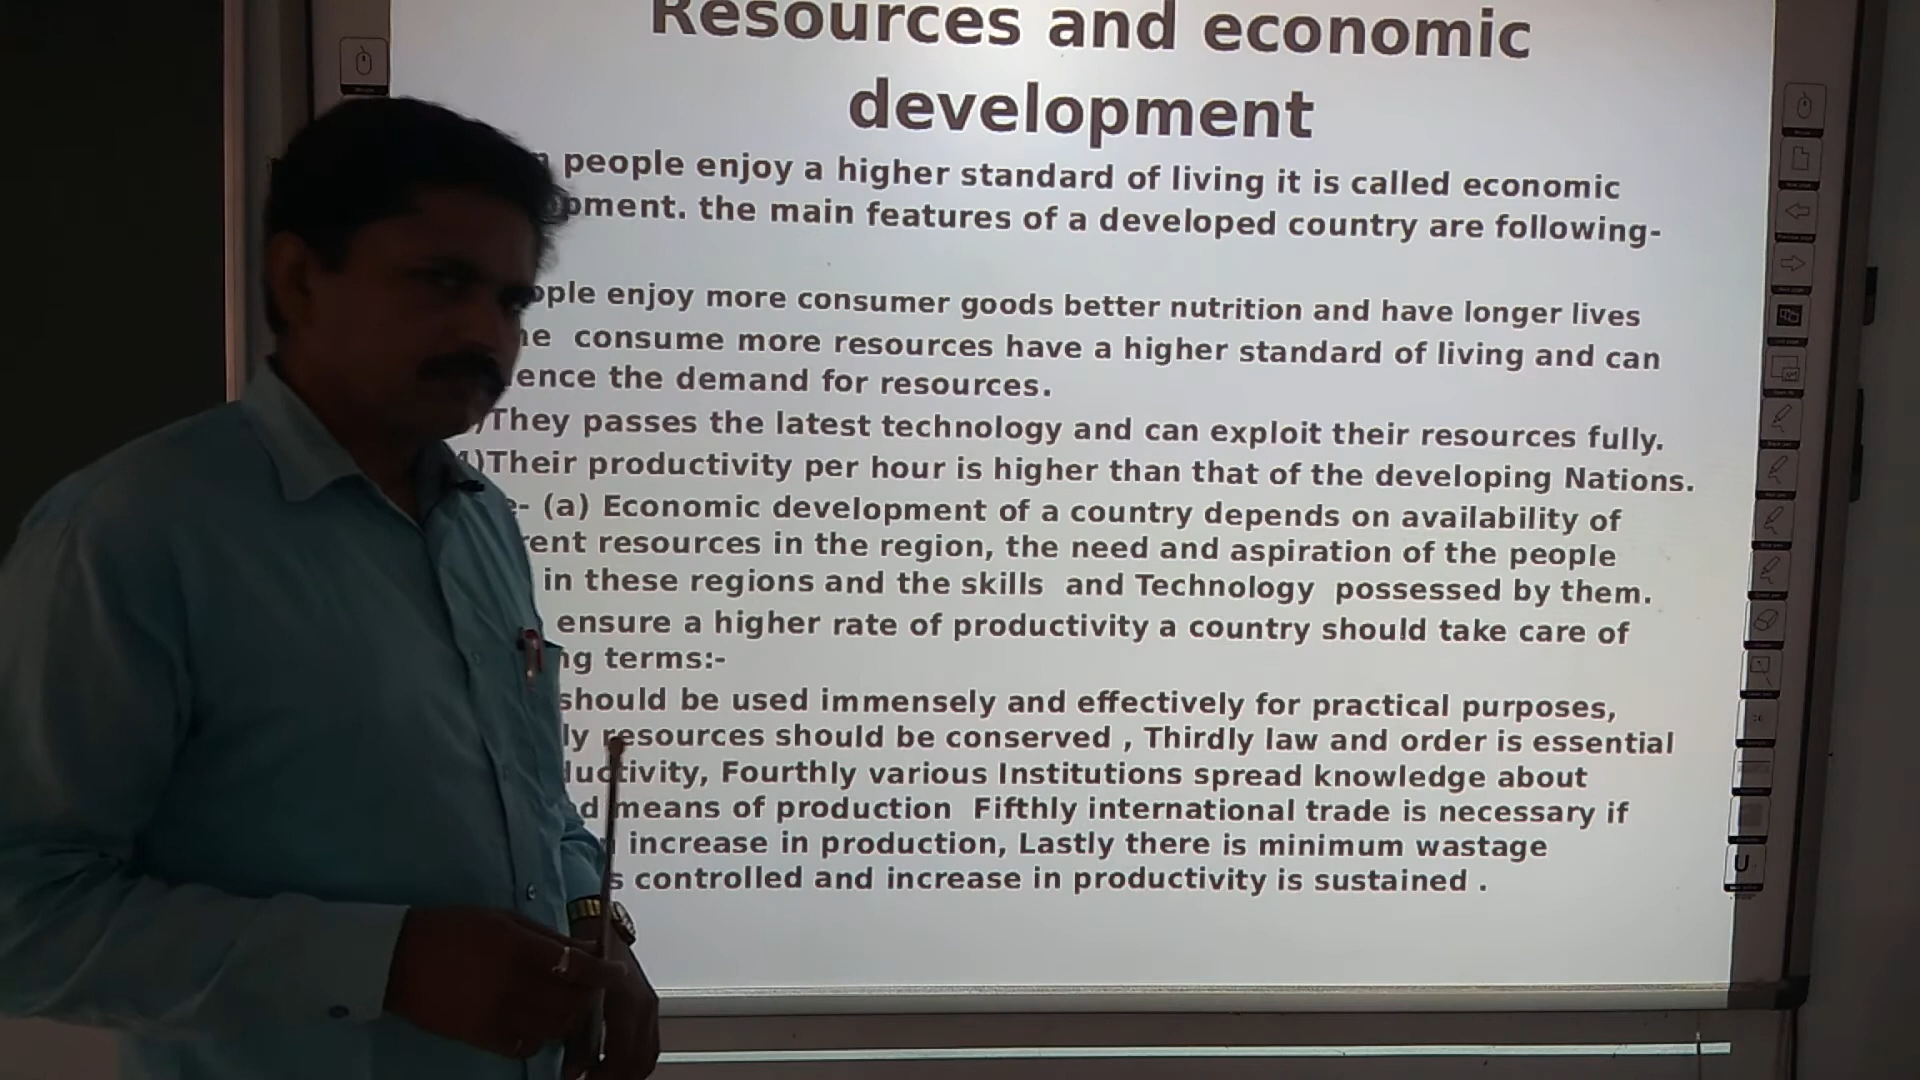 Resources and economic
development
people enjoy a higher standard of living it is called economic
the main features of a developed country are following-
enjoy more consumer goods better nutrition and have longer lives
consume more resources have a higher standard of living and can
the demand for resources.
)They passes the latest technology and can exploit their resources fully.
4)Their productivity per hour is higher than that of the developing Nations.
(a) Economic development of a country depends on availability of
resources in the region, the need and aspiration of the people
in these regions and the skills and Technology possessed by them.
ensure a higher rate of productivity a country should take care of
terms:-
should be used immensely and effectively for practical purposes,
resources should be conserved , Thirdly law and order is essential
Fourthly various Institutions spread knowledge about
means of production Fifthly international trade is necessary if
increase in production, Lastly there is minimum wastage
controlled and increase in productivity is sustained .
U